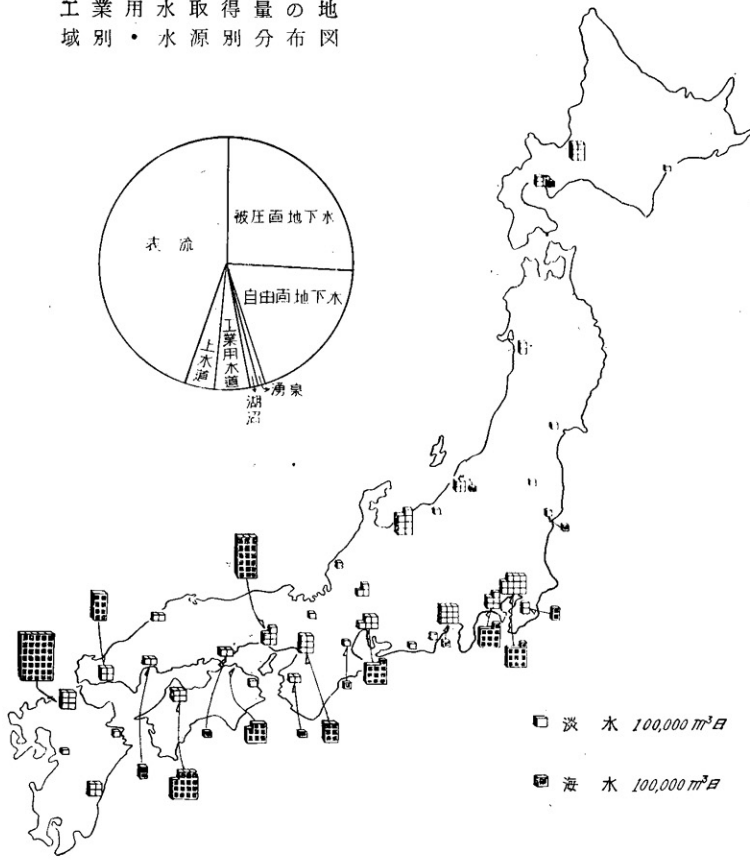 工業用水取得量の地
域別・水源別分布図
表流
被圧面地下水
自由面地下水
上水道
工業用水道
湖沼
湧泉
淡水 100,000 m³日
海水 100,000 m³日